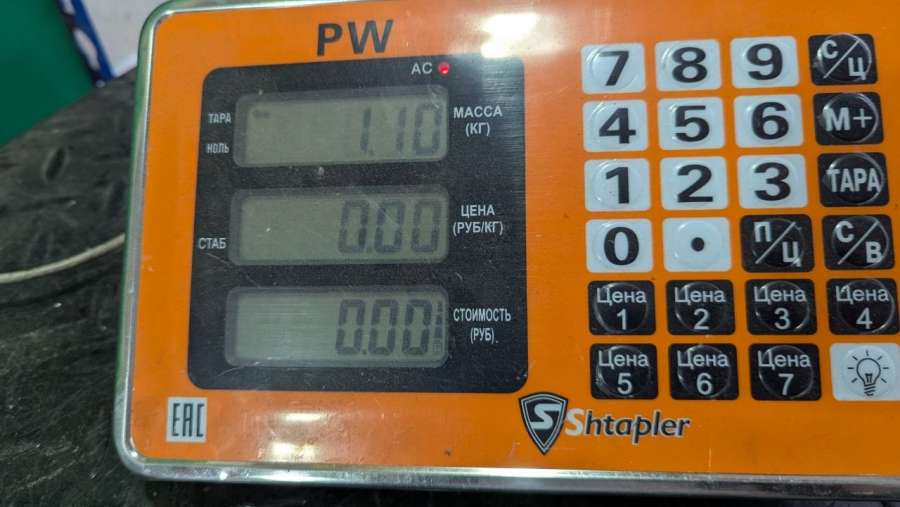 PW
AC
ТАРА
НОЛЬ
1.10
МАССА
(КГ)
СТАБ
0.00
ЦЕНА
(РУБ/КГ)
0.00
СТОИМОСТЬ
(РУБ)
7 8 9 С/Ц
4 5 6 М+
1 2 3 ТАРА
0 • П/Ц С/В
Цена 1 Цена 2 Цена 3 Цена 4
Цена 5 Цена 6 Цена 7
EAC
S Shtapler